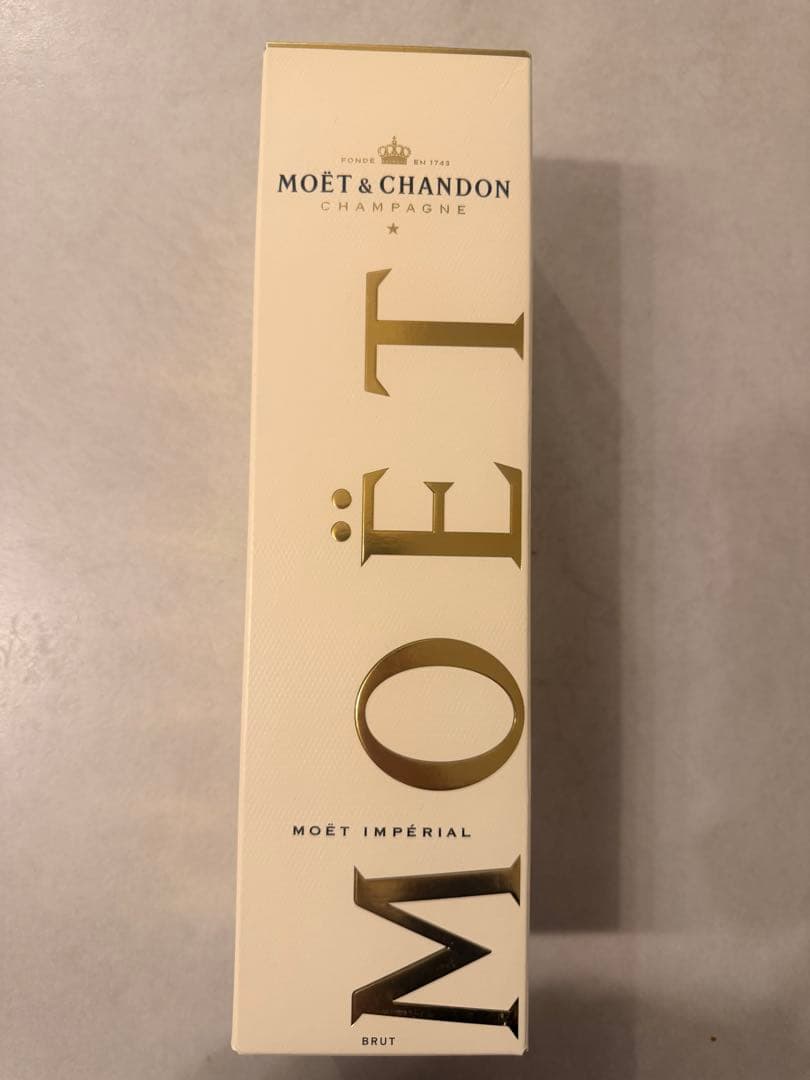 FONDÉ EN 1743
MOËT & CHANDON
CHAMPAGNE
MOËT
MOËT IMPÉRIAL
BRUT